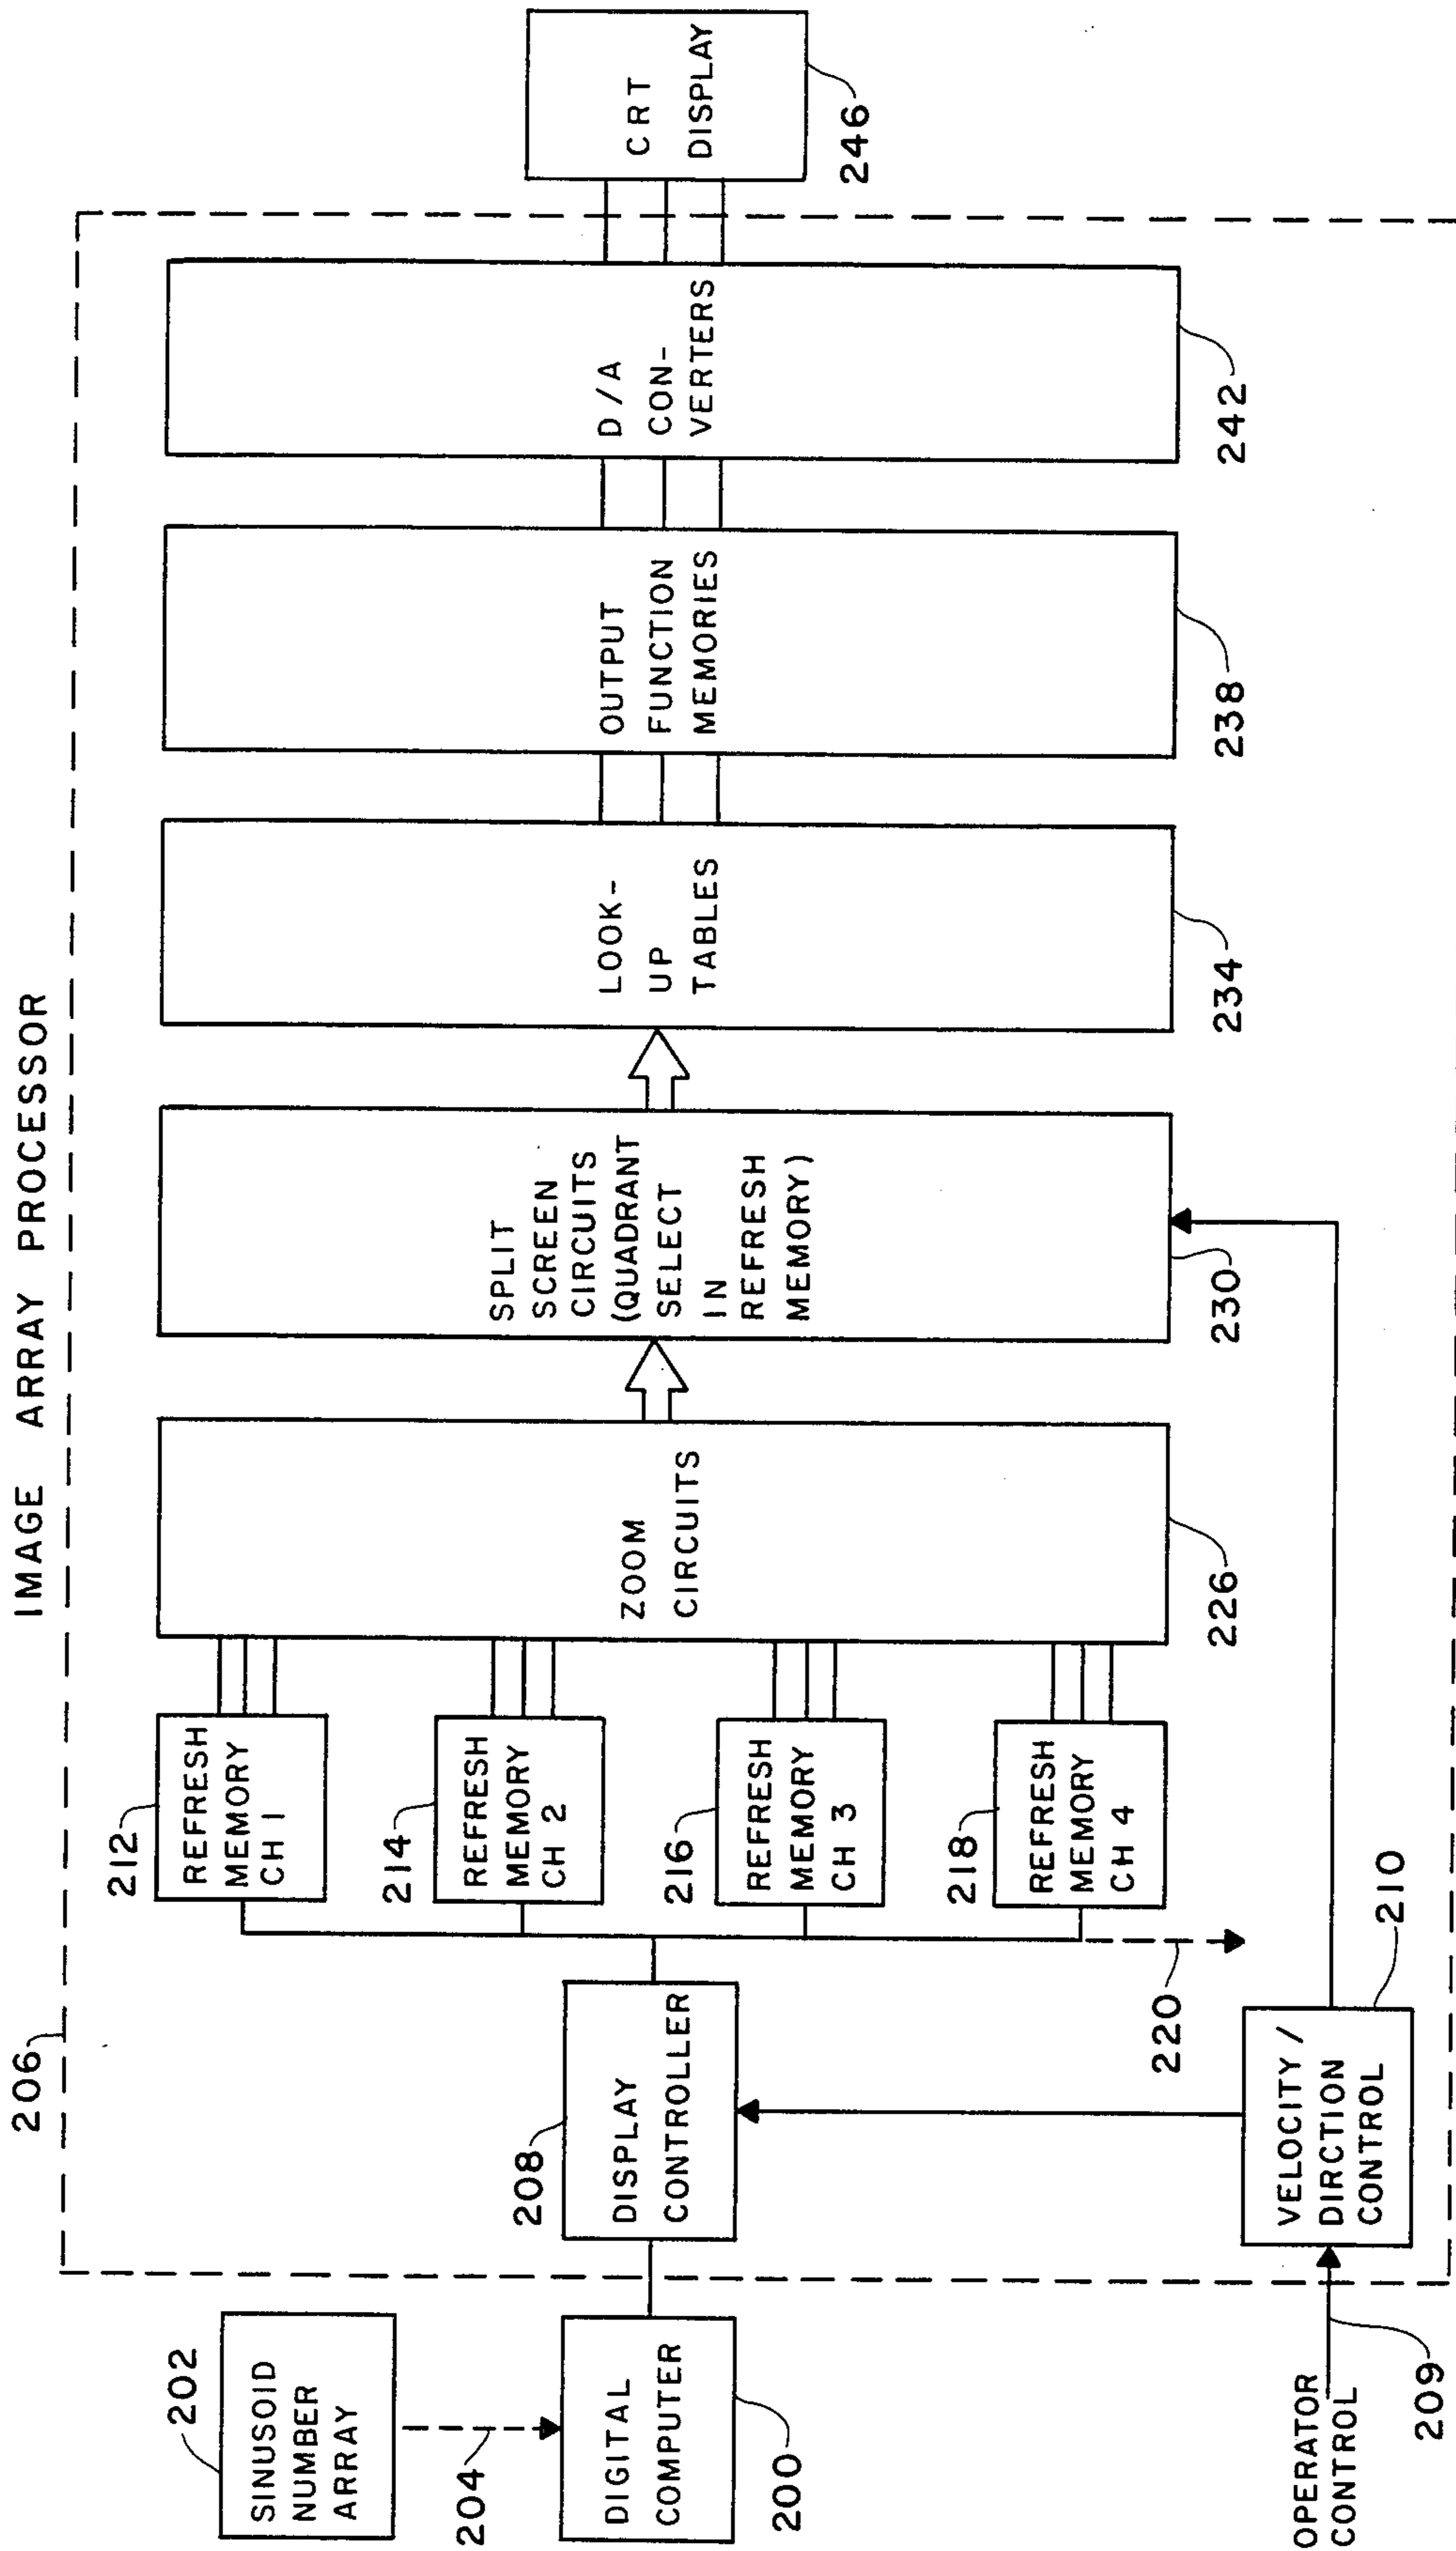 IMAGE ARRAY PROCESSOR
206
202
SINUSOID
NUMBER
ARRAY
204
DIGITAL
COMPUTER
200
OPERATOR
CONTROL
209
208
DISPLAY
CONTROLLER
VELOCITY /
DIRCTION
CONTROL
210
220
212
REFRESH
MEMORY
CH 1
214
REFRESH
MEMORY
CH 2
216
REFRESH
MEMORY
CH 3
218
REFRESH
MEMORY
CH 4
ZOOM
CIRCUITS
226
SPLIT
SCREEN
CIRCUITS
(QUADRANT
SELECT
IN
REFRESH
MEMORY)
230
LOOK-
UP
TABLES
234
OUTPUT
FUNCTION
MEMORIES
238
D/A
CON-
VERTERS
242
CRT
DISPLAY
246